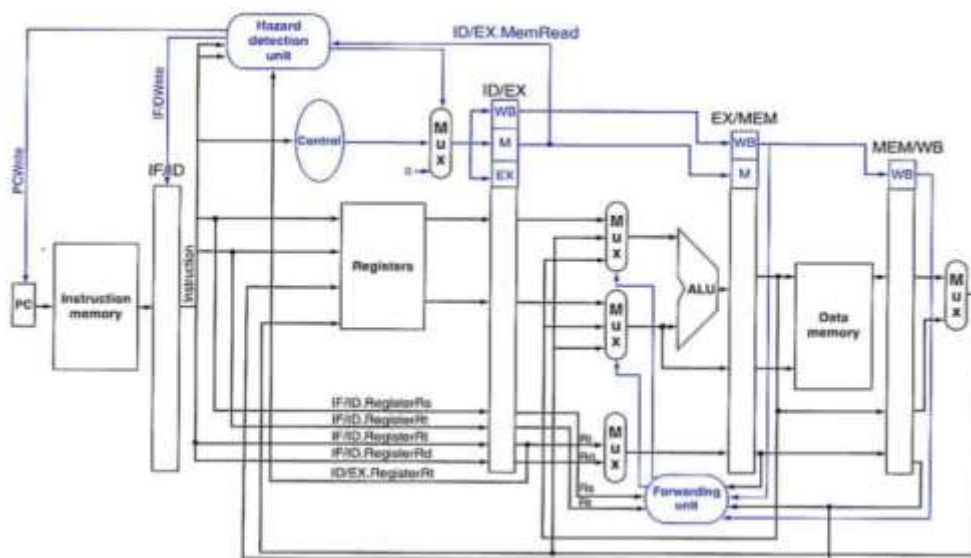 Hazard
detection
unit
ID/EX.MemRead
ID/EX
WB
M
EX
EX/MEM
WB
M
MEM/WB
WB
PCWrite
IF/DWrite
IF/ID
Control
M
u
x
0
Instruction
PC
Instruction
memory
Registers
M
u
x
M
u
x
ALU
Data
memory
M
u
x
IF/ID.RegisterRs
IF/ID.RegisterRt
IF/ID.RegisterRt
IF/ID.RegisterRd
ID/EX.RegisterRt
Rt
Rd
M
u
x
Rs
Rt
Forwarding
unit